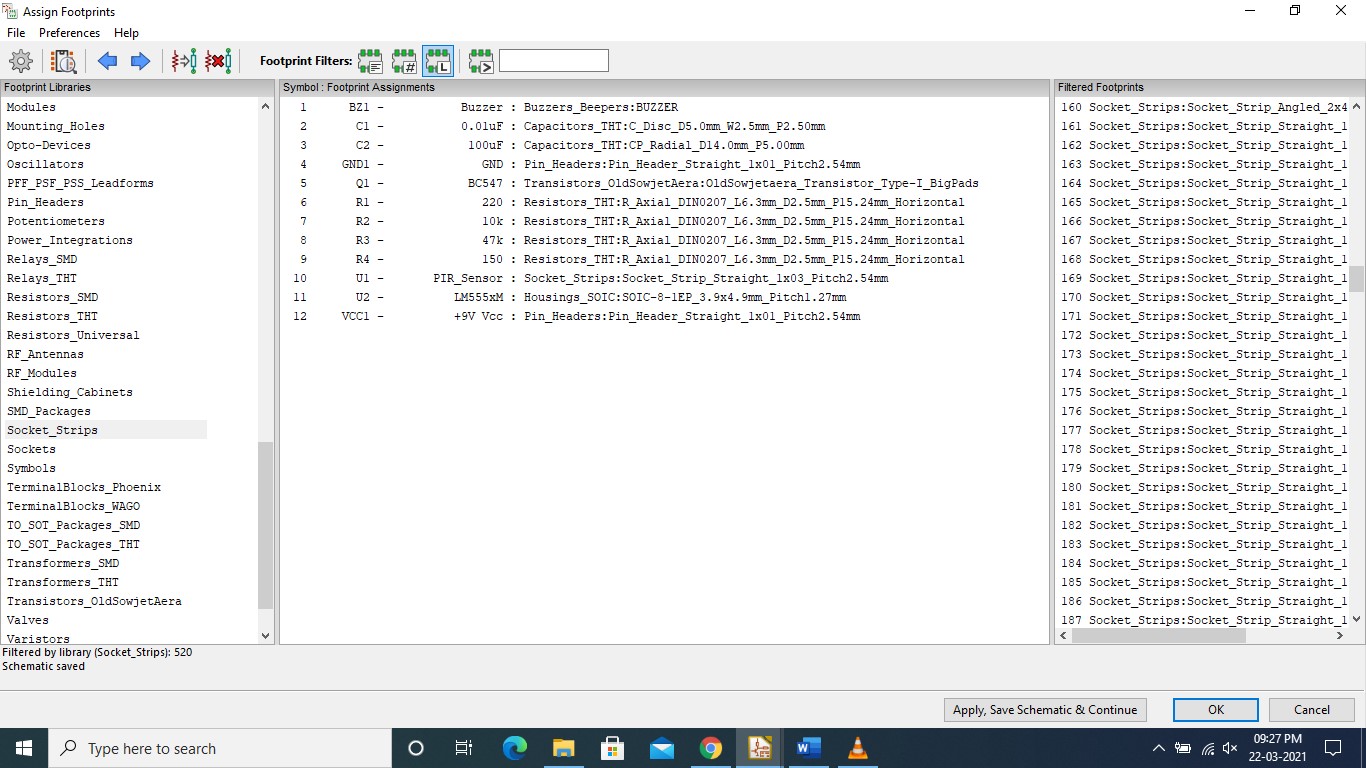 Assign Footprints
File Preferences Help
Footprint Filters:
Footprint Libraries
Modules
Mounting_Holes
Opto-Devices
Oscillators
PFF_PSF_PSS_Leadforms
Pin_Headers
Potentiometers
Power_Integrations
Relays_SMD
Relays_THT
Resistors_SMD
Resistors_THT
Resistors_Universal
RF_Antennas
RF_Modules
Shielding_Cabinets
SMD_Packages
Socket_Strips
Sockets
Symbols
TerminalBlocks_Phoenix
TerminalBlocks_WAGO
TO_SOT_Packages_SMD
TO_SOT_Packages_THT
Transformers_SMD
Transformers_THT
Transistors_OldSowjetAera
Valves
Varistors
Symbol : Footprint Assignments
1 BZ1 - Buzzer : Buzzers_Beepers:BUZZER
2 C1 - 0.01uF : Capacitors_THT:C_Disc_D5.0mm_W2.5mm_P2.50mm
3 C2 - 100uF : Capacitors_THT:CP_Radial_D14.0mm_P5.00mm
4 GND1 - GND : Pin_Headers:Pin_Header_Straight_1x01_Pitch2.54mm
5 Q1 - BC547 : Transistors_OldSowjetAera:OldSowjetaera_Transistor_Type-I_BigPads
6 R1 - 220 : Resistors_THT:R_Axial_DIN0207_L6.3mm_D2.5mm_P15.24mm_Horizontal
7 R2 - 10k : Resistors_THT:R_Axial_DIN0207_L6.3mm_D2.5mm_P15.24mm_Horizontal
8 R3 - 47k : Resistors_THT:R_Axial_DIN0207_L6.3mm_D2.5mm_P15.24mm_Horizontal
9 R4 - 150 : Resistors_THT:R_Axial_DIN0207_L6.3mm_D2.5mm_P15.24mm_Horizontal
10 U1 - PIR_Sensor : Socket_Strips:Socket_Strip_Straight_1x03_Pitch2.54mm
11 U2 - LM555xM : Housings_SOIC:SOIC-8-1EP_3.9x4.9mm_Pitch1.27mm
12 VCC1 - +9V Vcc : Pin_Headers:Pin_Header_Straight_1x01_Pitch2.54mm
Filtered Footprints
160 Socket_Strips:Socket_Strip_Angled_2x4
161 Socket_Strips:Socket_Strip_Straight_1
162 Socket_Strips:Socket_Strip_Straight_1
163 Socket_Strips:Socket_Strip_Straight_1
164 Socket_Strips:Socket_Strip_Straight_1
165 Socket_Strips:Socket_Strip_Straight_1
166 Socket_Strips:Socket_Strip_Straight_1
167 Socket_Strips:Socket_Strip_Straight_1
168 Socket_Strips:Socket_Strip_Straight_1
169 Socket_Strips:Socket_Strip_Straight_1
170 Socket_Strips:Socket_Strip_Straight_1
171 Socket_Strips:Socket_Strip_Straight_1
172 Socket_Strips:Socket_Strip_Straight_1
173 Socket_Strips:Socket_Strip_Straight_1
174 Socket_Strips:Socket_Strip_Straight_1
175 Socket_Strips:Socket_Strip_Straight_1
176 Socket_Strips:Socket_Strip_Straight_1
177 Socket_Strips:Socket_Strip_Straight_1
178 Socket_Strips:Socket_Strip_Straight_1
179 Socket_Strips:Socket_Strip_Straight_1
180 Socket_Strips:Socket_Strip_Straight_1
181 Socket_Strips:Socket_Strip_Straight_1
182 Socket_Strips:Socket_Strip_Straight_1
183 Socket_Strips:Socket_Strip_Straight_1
184 Socket_Strips:Socket_Strip_Straight_1
185 Socket_Strips:Socket_Strip_Straight_1
186 Socket_Strips:Socket_Strip_Straight_1
187 Socket_Strips:Socket_Strip_Straight_1
Filtered by library (Socket_Strips): 520
Schematic saved
Apply, Save Schematic & Continue OK Cancel
Type here to search
09:27 PM
22-03-2021